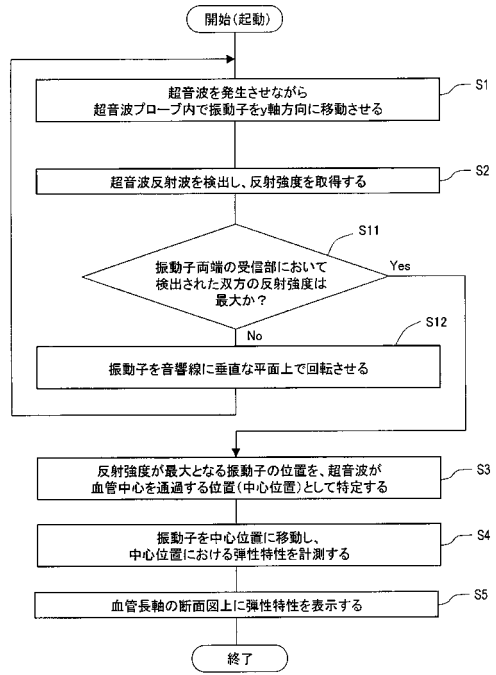 開始(起動)
超音波を発生させながら
超音波プローブ内で振動子をy軸方向に移動させる
S1
超音波反射波を検出し、反射強度を取得する
S2
S11
振動子両端の受信部において
検出された双方の反射強度は
最大か?
Yes
No
S12
振動子を音響線に垂直な平面上で回転させる
反射強度が最大となる振動子の位置を、超音波が
血管中心を通過する位置(中心位置)として特定する
S3
振動子を中心位置に移動し、
中心位置における弾性特性を計測する
S4
血管長軸の断面図上に弾性特性を表示する
S5
終了